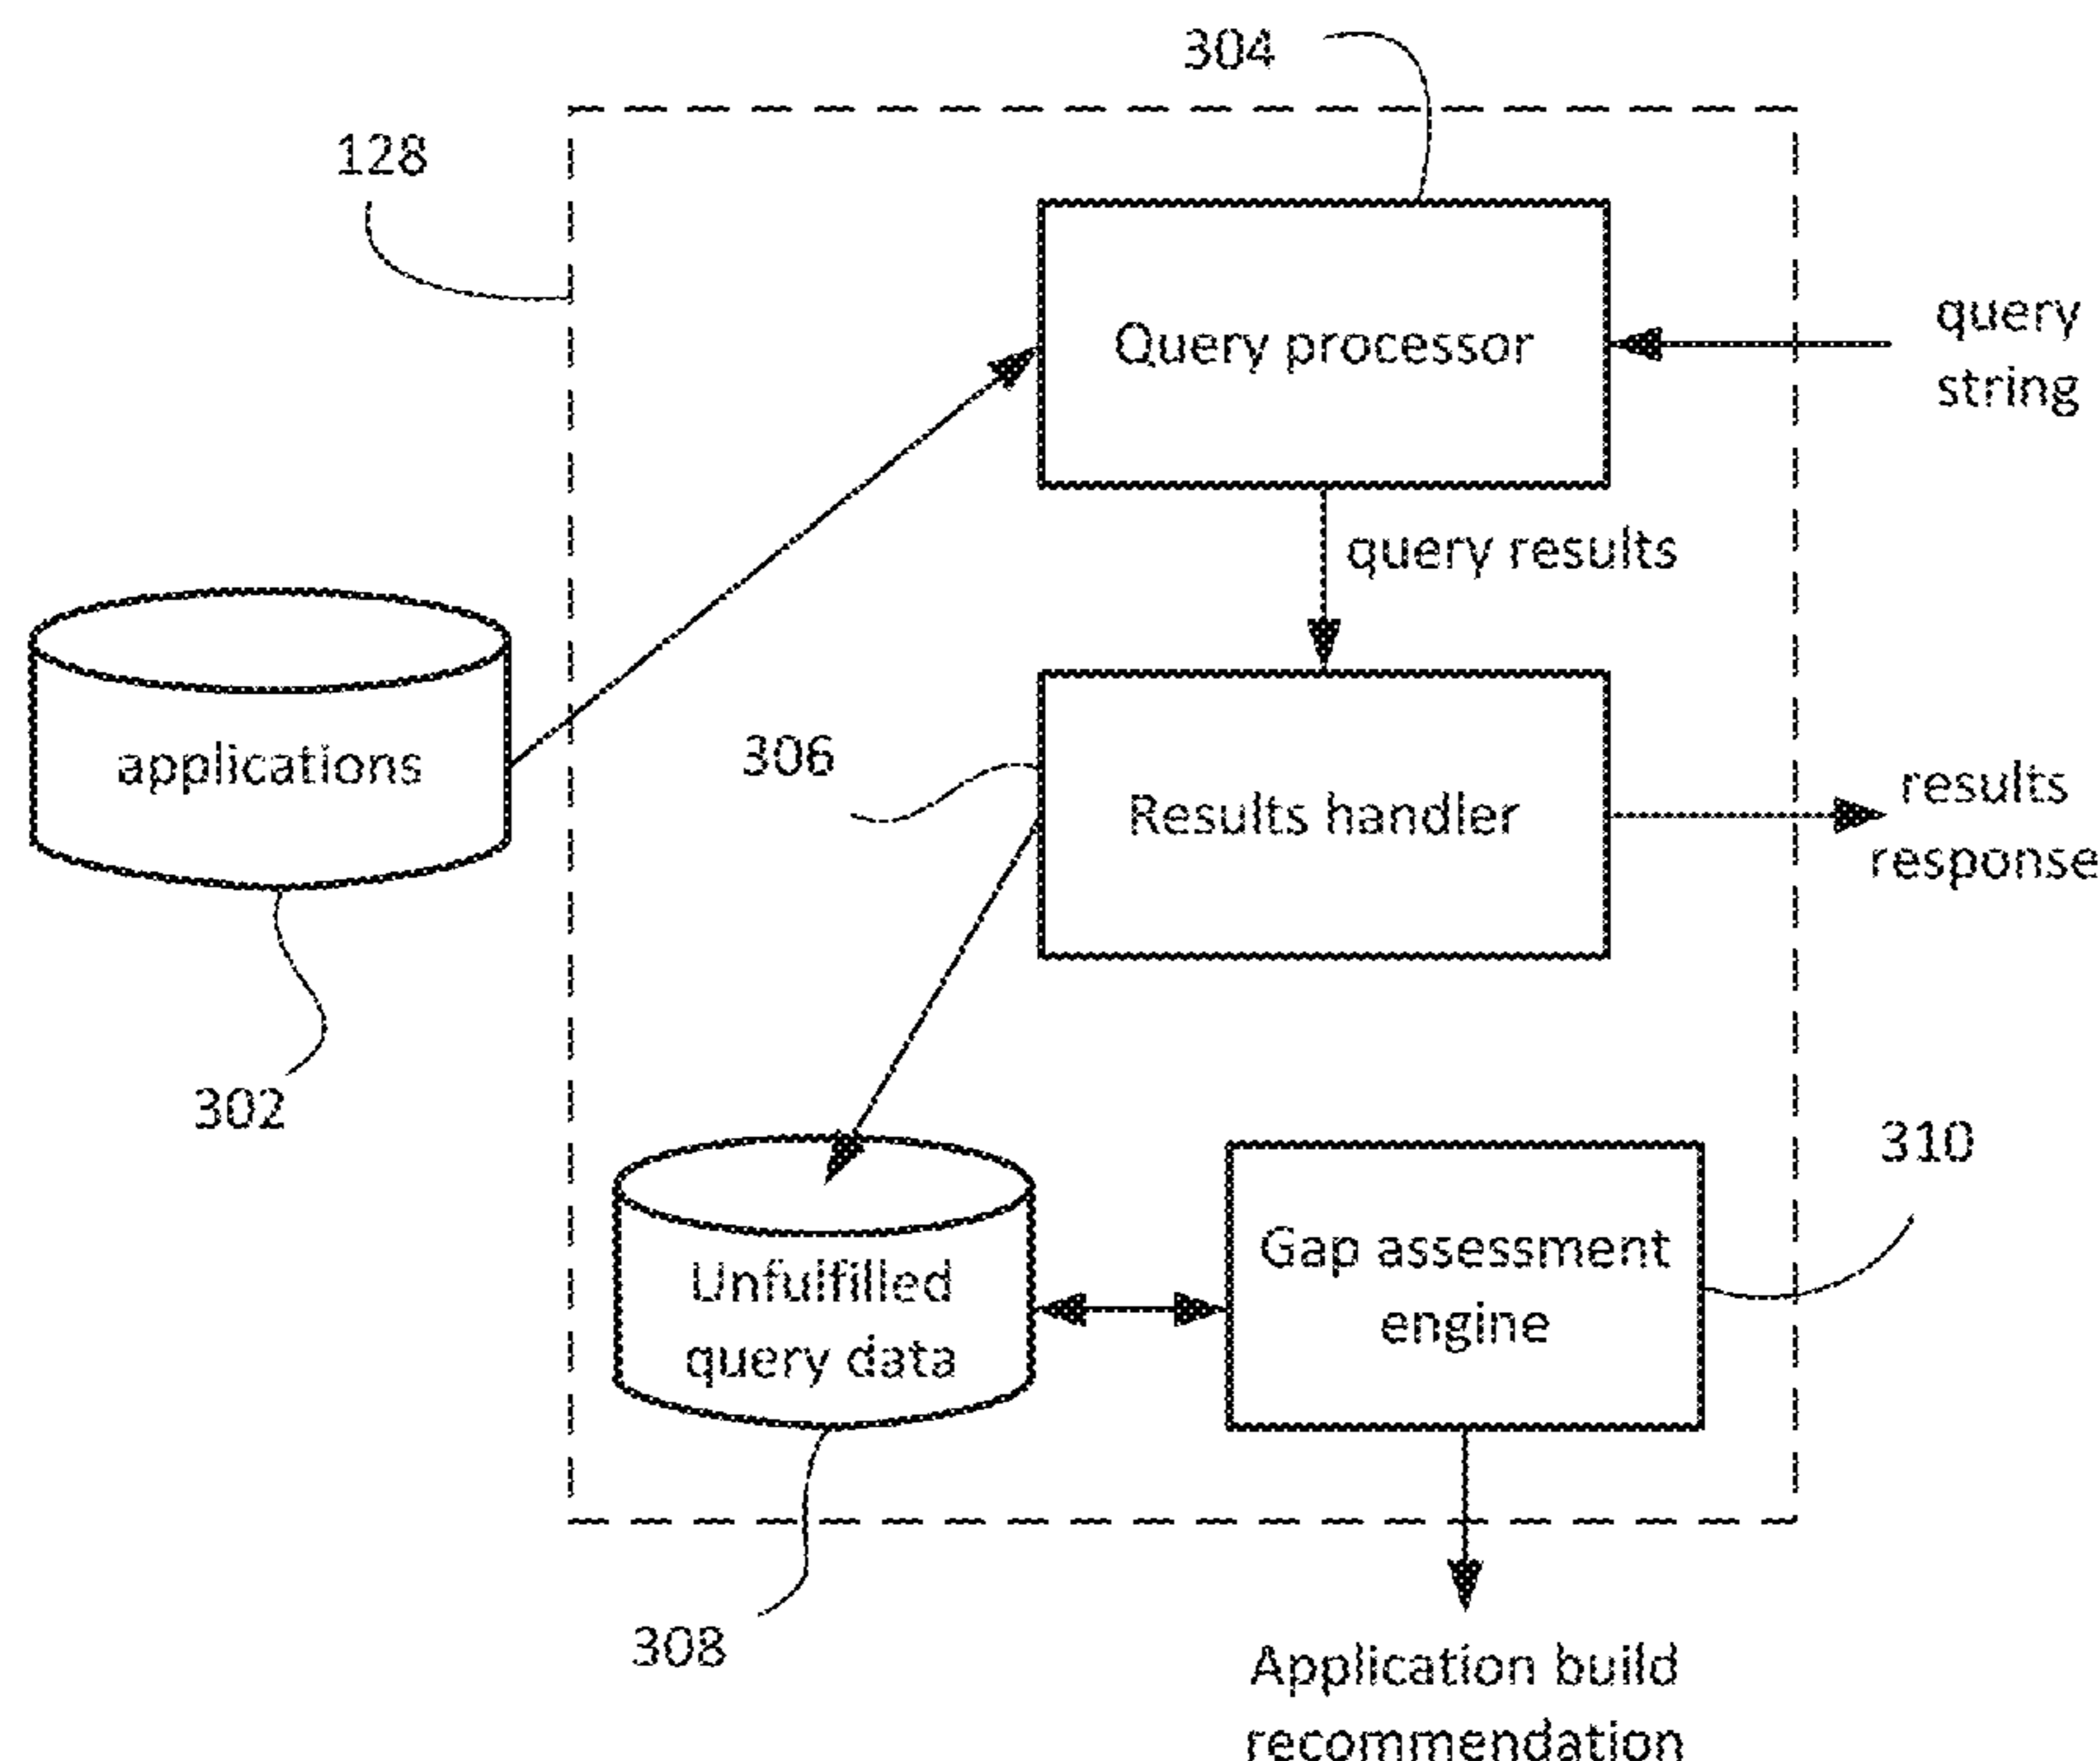 304
128
Query processor
query
string
query results
applications
306
Results handler
results
response
302
310
Unfulfilled
query data
Gap assessment
engine
308
Application build
recommendation